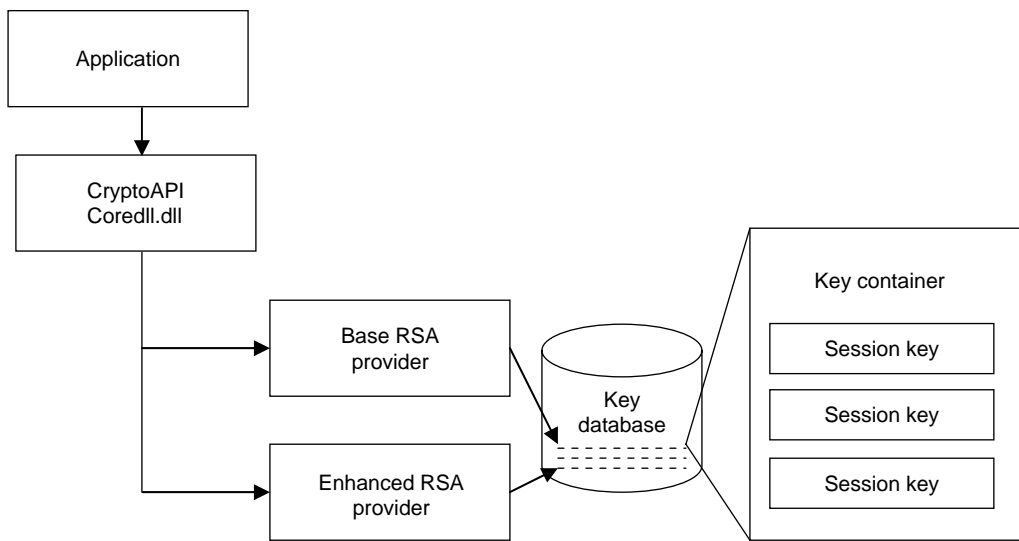 Application
CryptoAPI
Coredll.dll
Base RSA
provider
Enhanced RSA
provider
Key
database
Key container
Session key
Session key
Session key